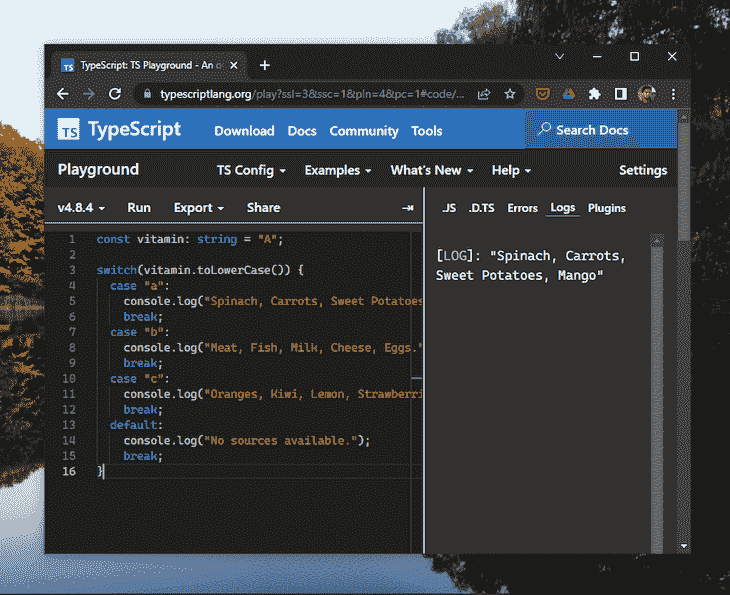 TS TypeScript: TS Playground - An o
typescriptlang.org/play?ssl=3&ssc=1&pln=4&pc=1#code/...
TS TypeScript Download Docs Community Tools Search Docs
Playground TS Config Examples What's New Help Settings
v4.8.4 Run Export Share
.JS .D.TS Errors Logs Plugins
1 const vitamin: string = "A";
2
3 switch(vitamin.toLowerCase()) {
4 case "a":
5 console.log("Spinach, Carrots, Sweet Potatoes
6 break;
7 case "b":
8 console.log("Meat, Fish, Milk, Cheese, Eggs."
9 break;
10 case "c":
11 console.log("Oranges, Kiwi, Lemon, Strawberri
12 break;
13 default:
14 console.log("No sources available.");
15 break;
16 }
[LOG]: "Spinach, Carrots,
Sweet Potatoes, Mango"